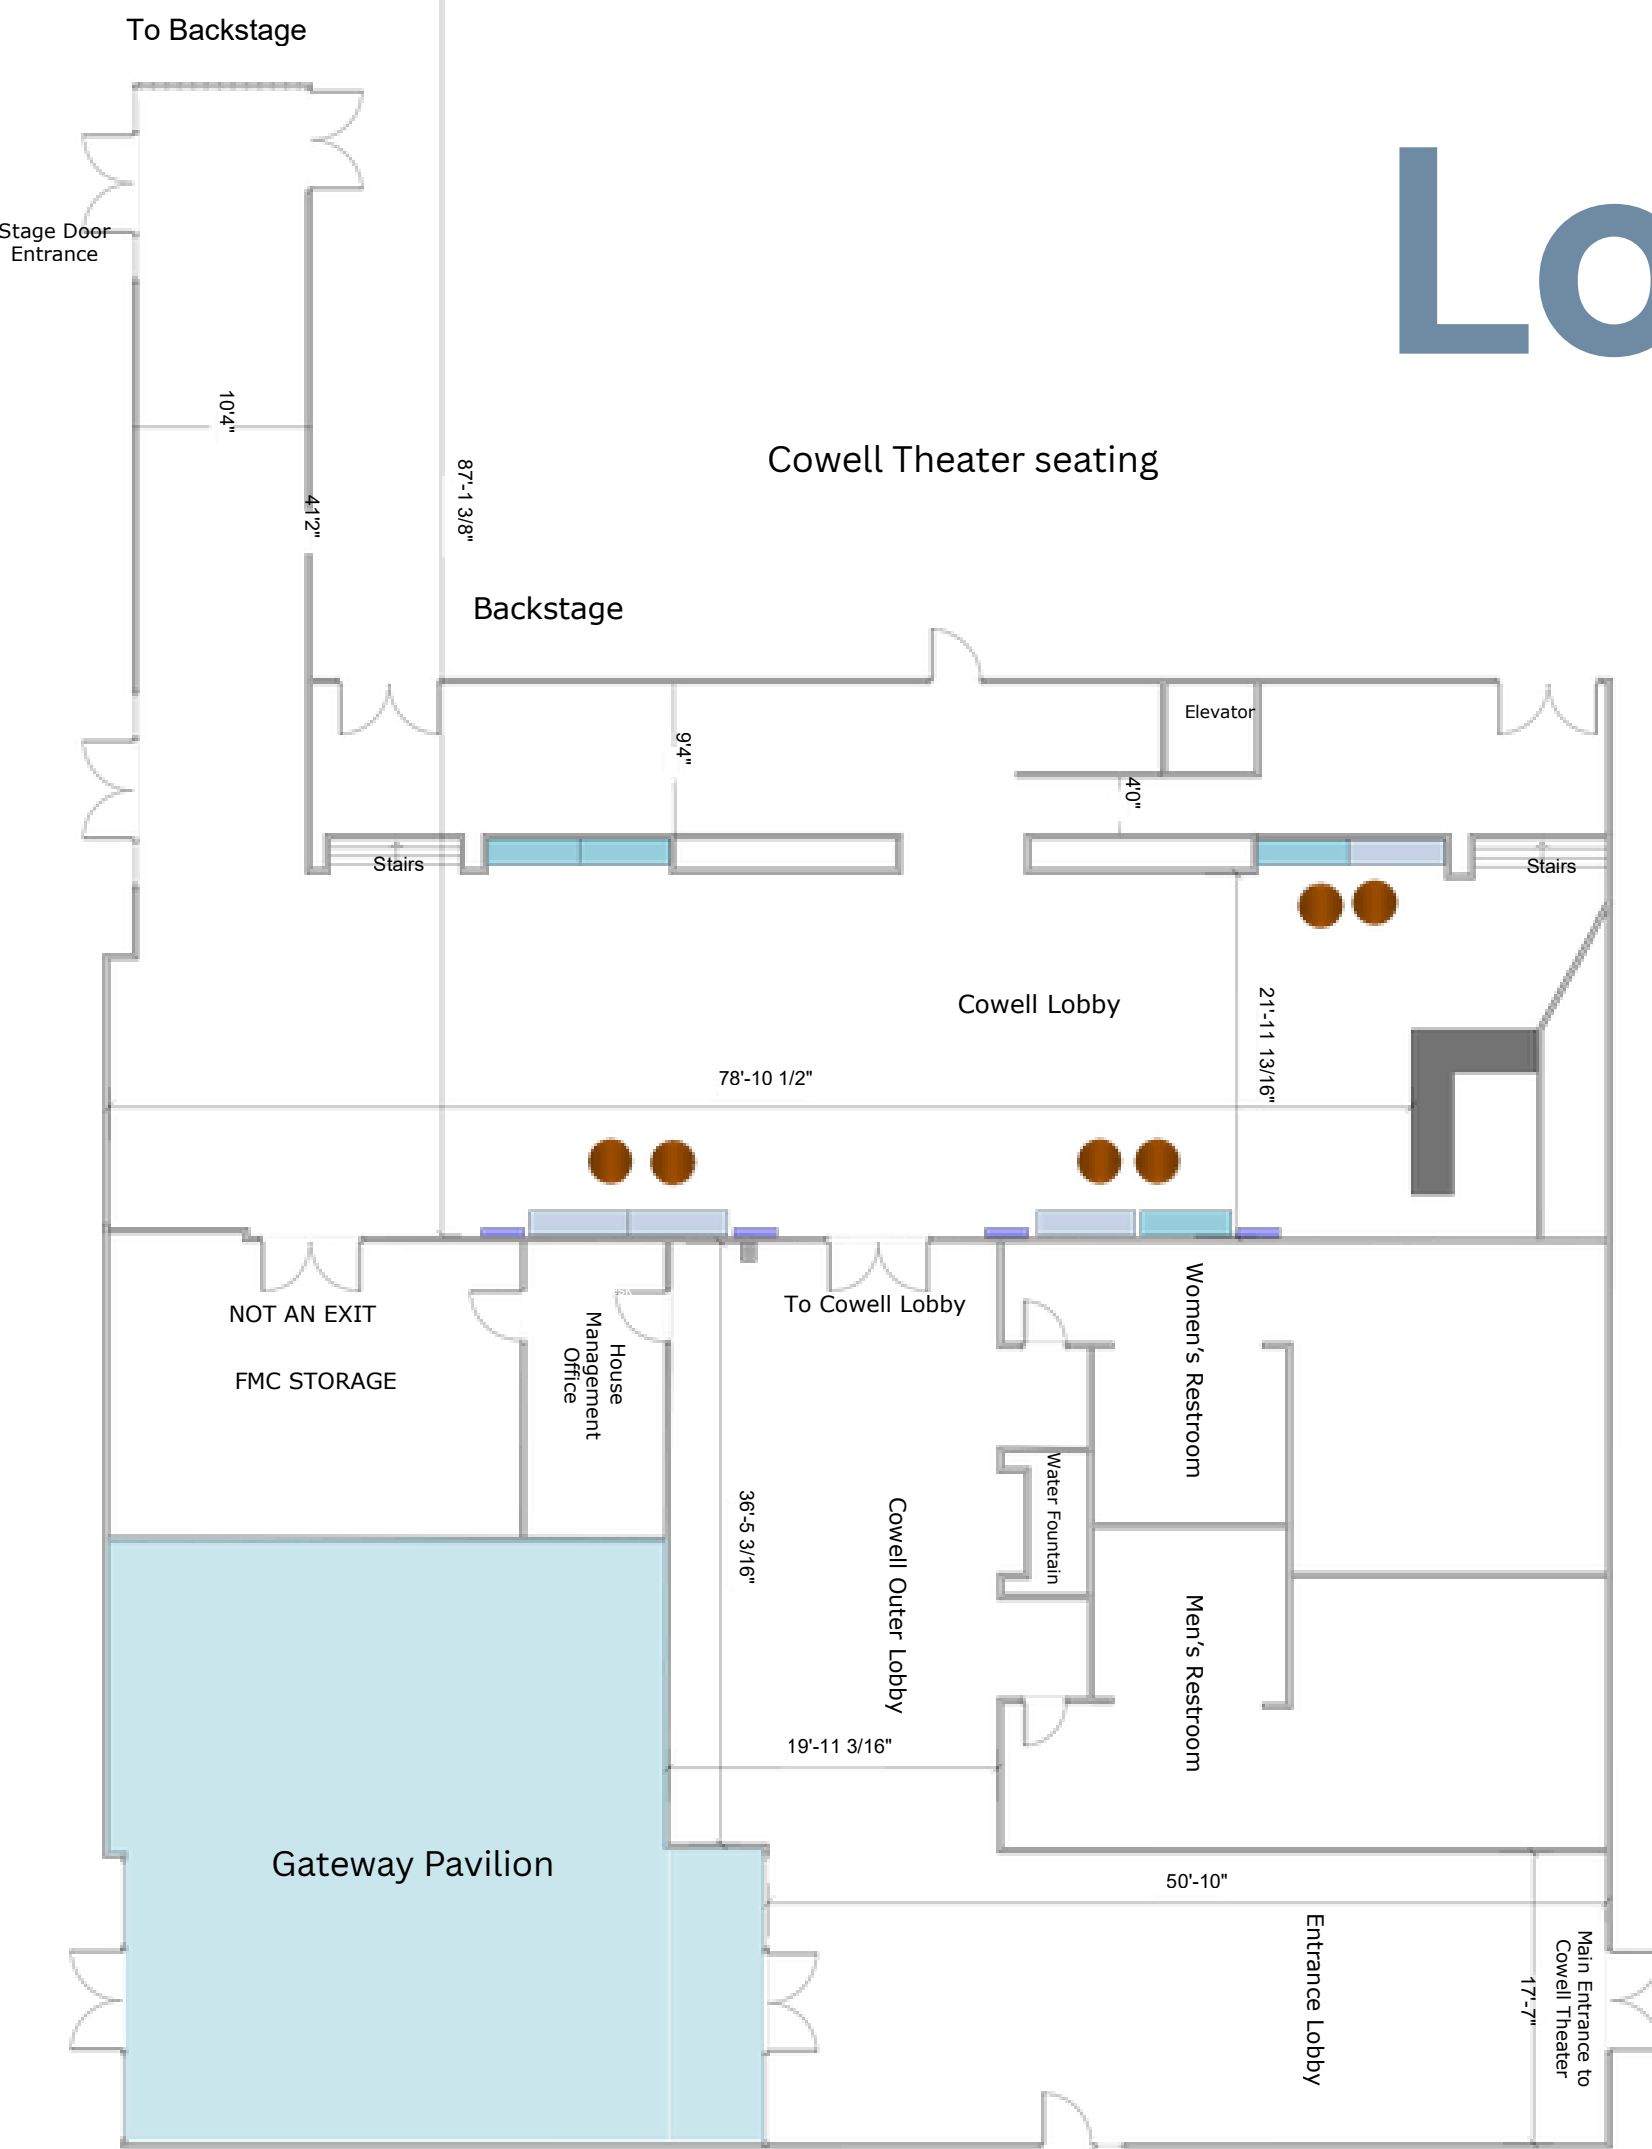 To Backstage
Lo
Stage Door
Entrance
10'4"
41'2"
87'-1 3/8"
Cowell Theater seating
Backstage
Elevator
9'4"
4'0"
Stairs
Stairs
Cowell Lobby
21'-11 13/16"
78'-10 1/2"
NOT AN EXIT
FMC STORAGE
House
Management
Office
To Cowell Lobby
Women's Restroom
Water Fountain
36'-5 3/16"
Cowell Outer Lobby
Men's Restroom
19'-11 3/16"
Gateway Pavilion
50'-10"
Entrance Lobby
17'-7"
Main Entrance to
Cowell Theater